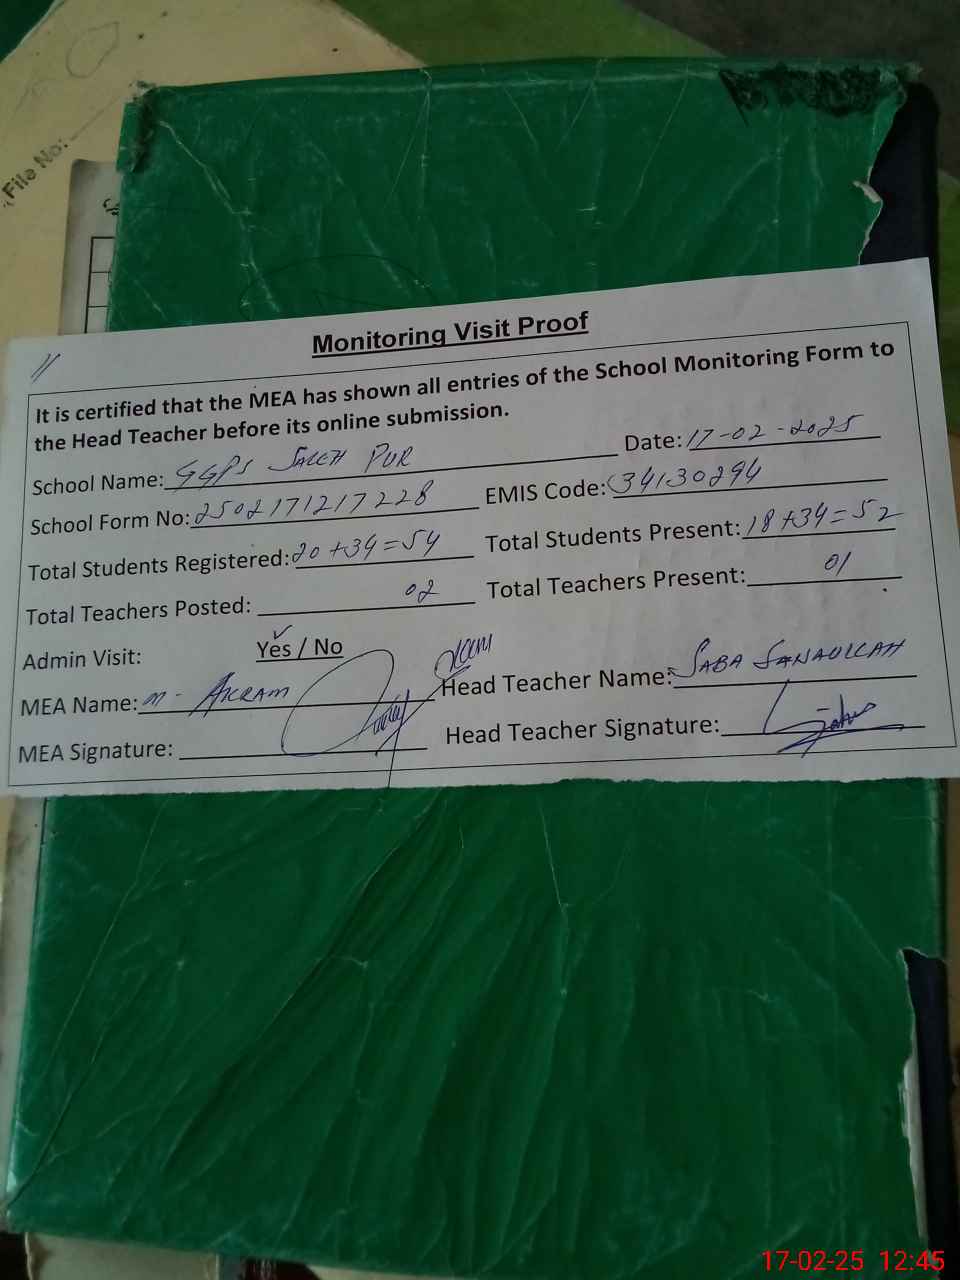 File No:
Monitoring Visit Proof
It is certified that the MEA has shown all entries of the School Monitoring Form to
the Head Teacher before its online submission.
School Name: GGPS SALEH PUR Date: 17-02-2025
School Form No: 2502171217228 EMIS Code: 34130294
Total Students Registered: 20+34=54 Total Students Present: 18+34=52
Total Teachers Posted: 02 Total Teachers Present: 01
Admin Visit: Yes / No
MEA Name: M. AKRAM Head Teacher Name: SABA SANAULLAH
MEA Signature: Head Teacher Signature:
17-02-25 12:45